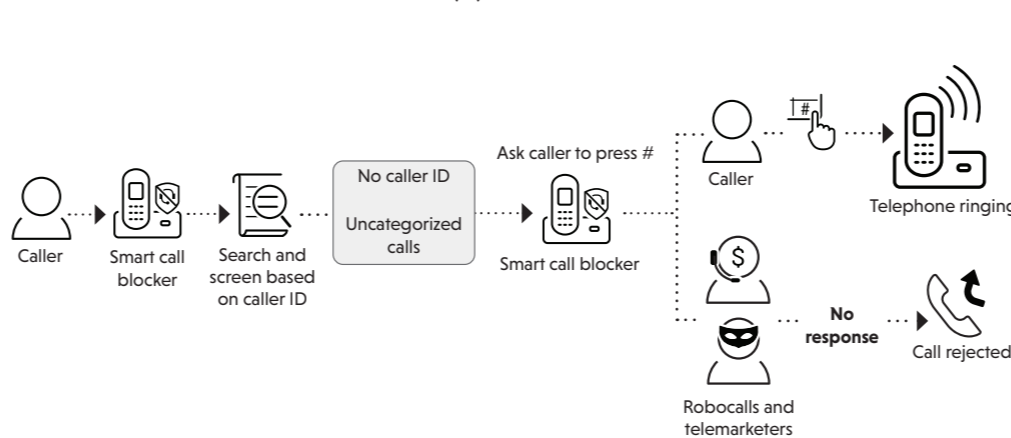 Caller
Smart call
blocker
Search and
screen based
on caller ID
No caller ID
Uncategorized
calls
Ask caller to press #
Smart call blocker
#
Caller
Telephone ringing
$
No
response
Call rejected
Robocalls and
telemarketers